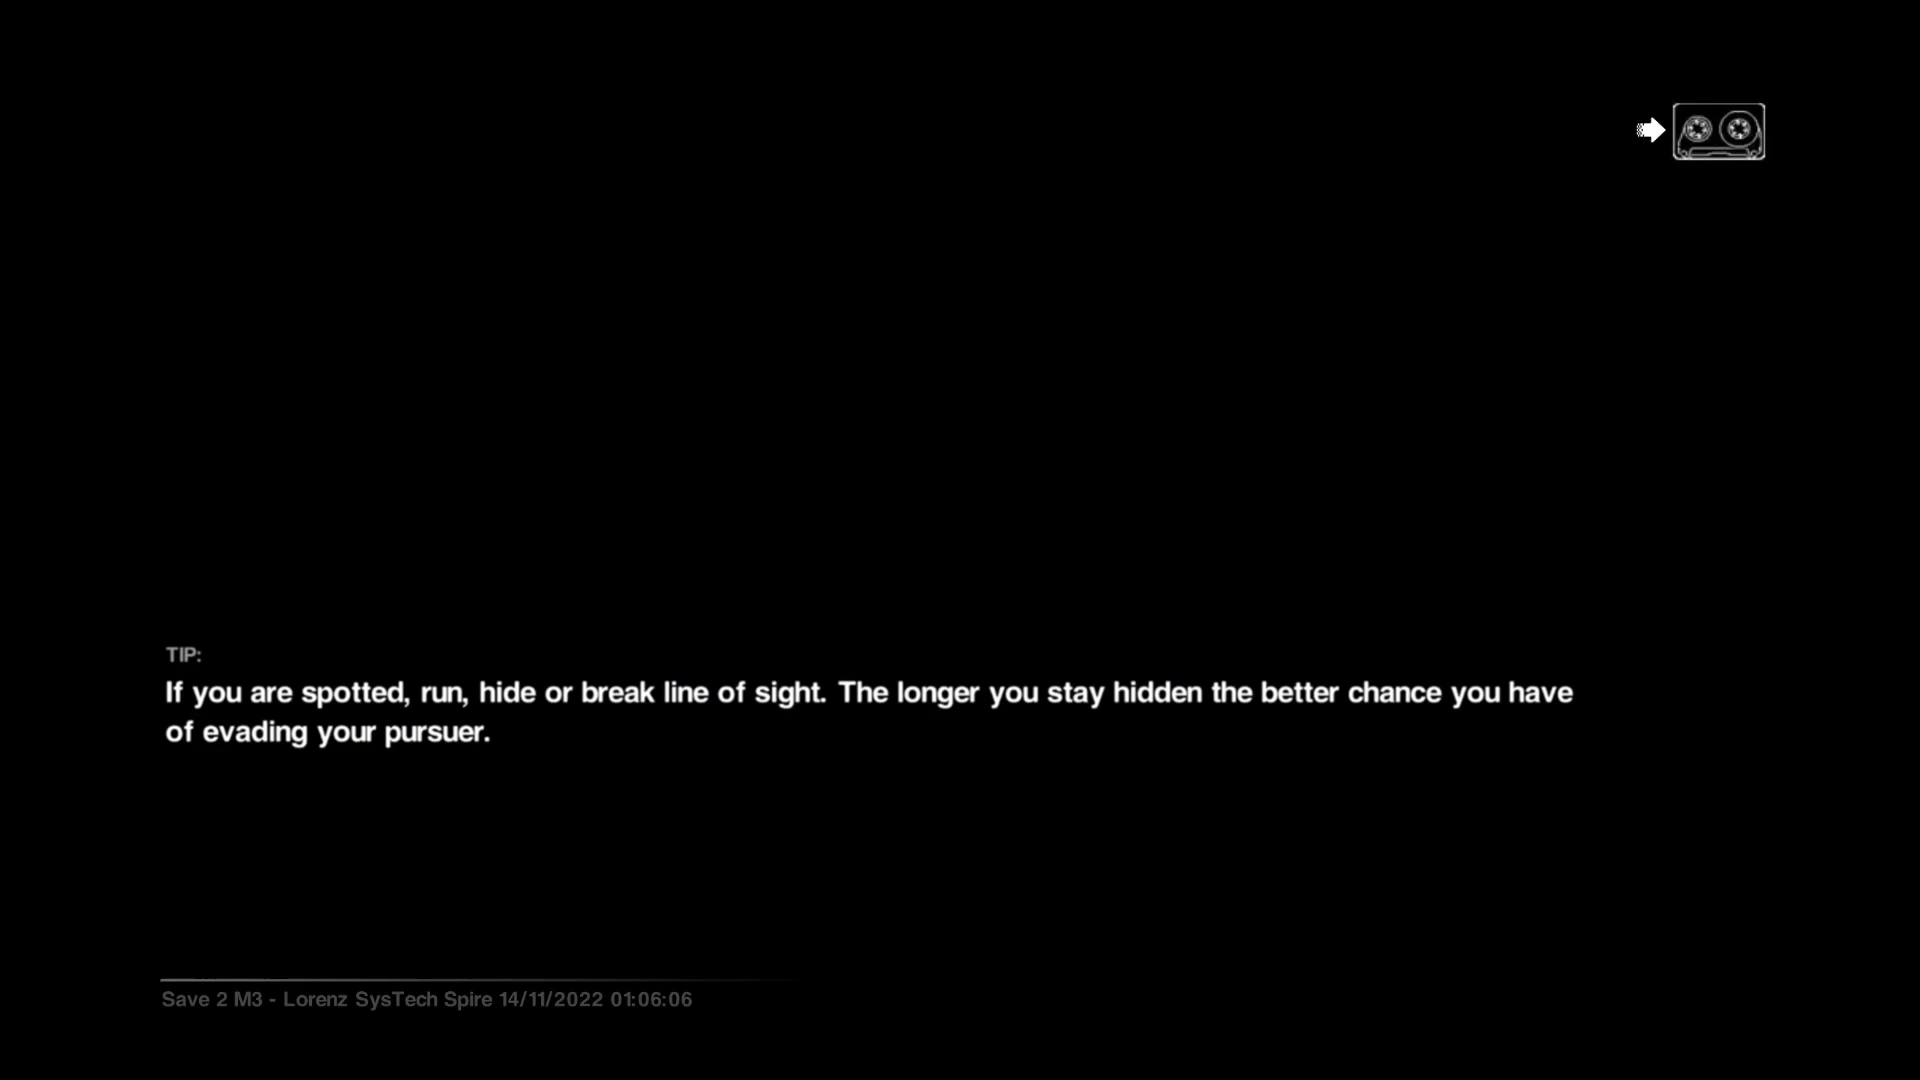 TIP:
If you are spotted, run, hide or break line of sight. The longer you stay hidden the better chance you have
of evading your pursuer.
Save 2 M3 - Lorenz SysTech Spire 14/11/2022 01:06:06